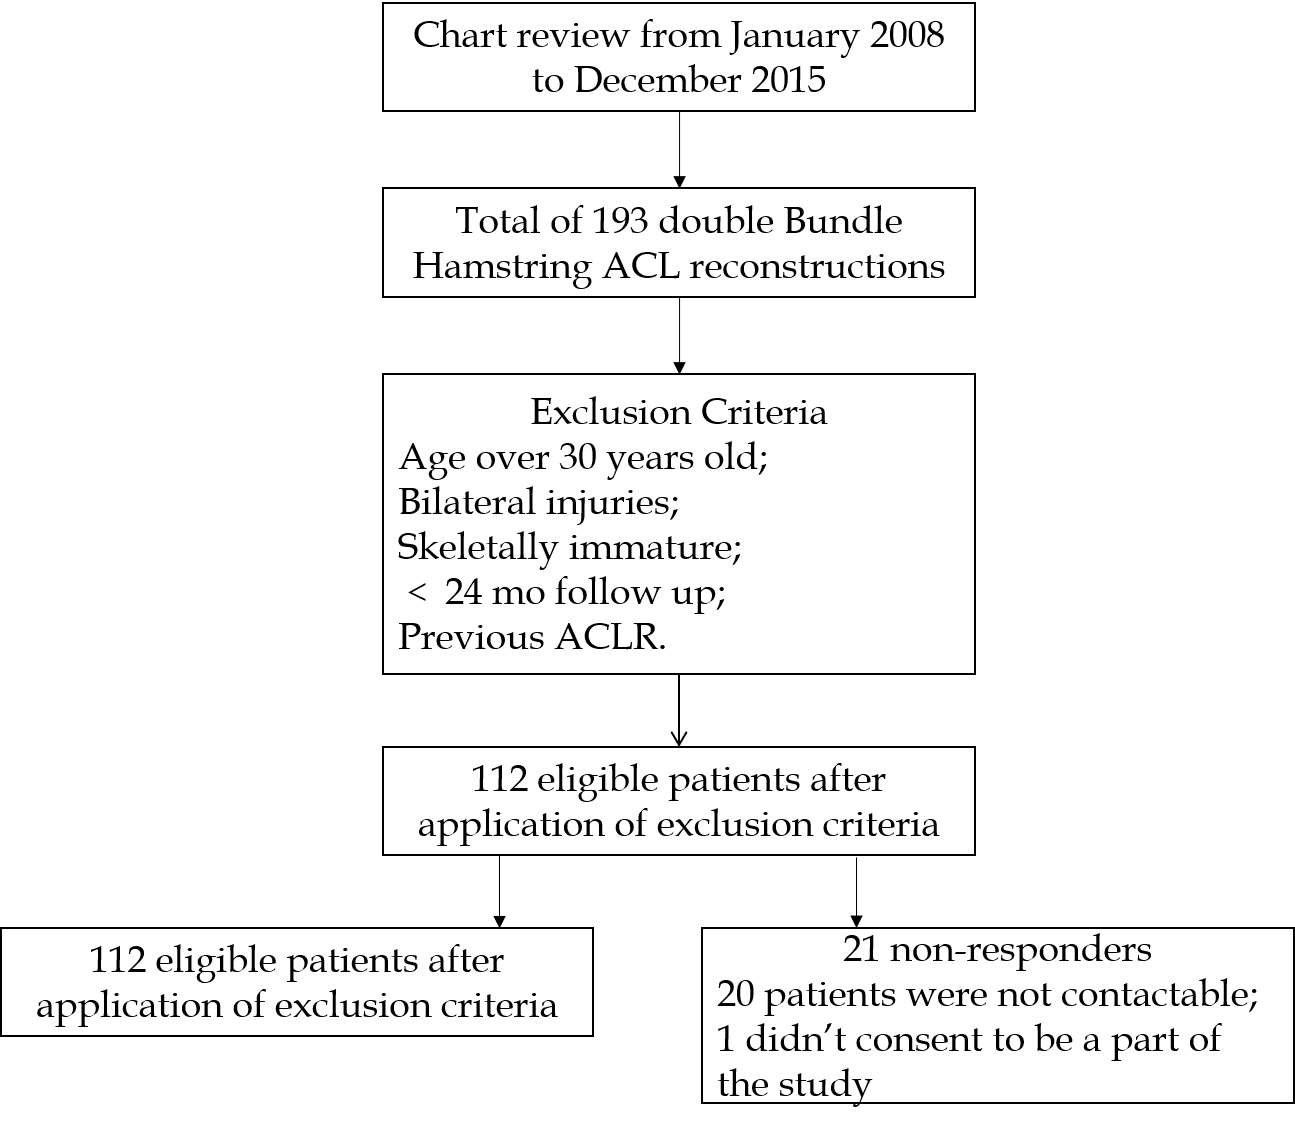 Chart review from January 2008
to December 2015
Total of 193 double Bundle
Hamstring ACL reconstructions
Exclusion Criteria
Age over 30 years old;
Bilateral injuries;
Skeletally immature;
< 24 mo follow up;
Previous ACLR.
112 eligible patients after
application of exclusion criteria
112 eligible patients after
application of exclusion criteria
21 non-responders
20 patients were not contactable;
1 didn’t consent to be a part of
the study